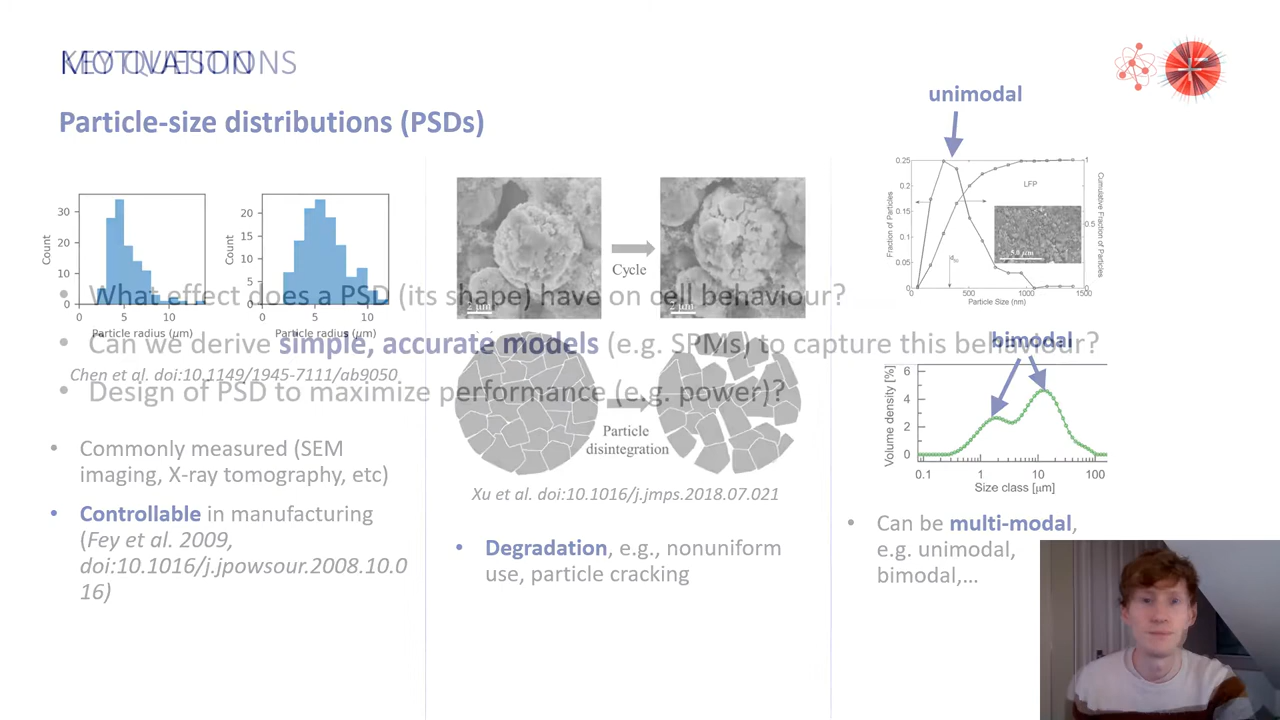 MOTIVATION
KEY QUESTIONS
Particle-size distributions (PSDs)
Count
30
20
10
0
0
5
10
Particle radius (μm)
Count
20
15
10
5
0
0
5
10
Particle radius (μm)
Chen et al. doi:10.1149/1945-7111/ab9050
• Commonly measured (SEM
imaging, X-ray tomography, etc)
• Controllable in manufacturing
(Fey et al. 2009,
doi:10.1016/j.jpowsour.2008.10.0
16)
• What effect does a PSD (its shape) have on cell behaviour?
• Can we derive simple, accurate models (e.g. SPMs) to capture this behaviour?
• Design of PSD to maximize performance (e.g. power)?
2 μm
Cycle
2 μm
Particle
disintegration
Xu et al. doi:10.1016/j.jmps.2018.07.021
• Degradation, e.g., nonuniform
use, particle cracking
unimodal
Fraction of Particles
0.25
0.2
0.15
0.1
0.05
0
0
500
1000
1500
Particle Size (nm)
LFP
1
0.5
0
Cumulative Fraction of Particles
bimodal
Volume density [%]
6
4
2
0
0.1
1
10
100
Size class [μm]
• Can be multi-modal,
e.g. unimodal,
bimodal,...